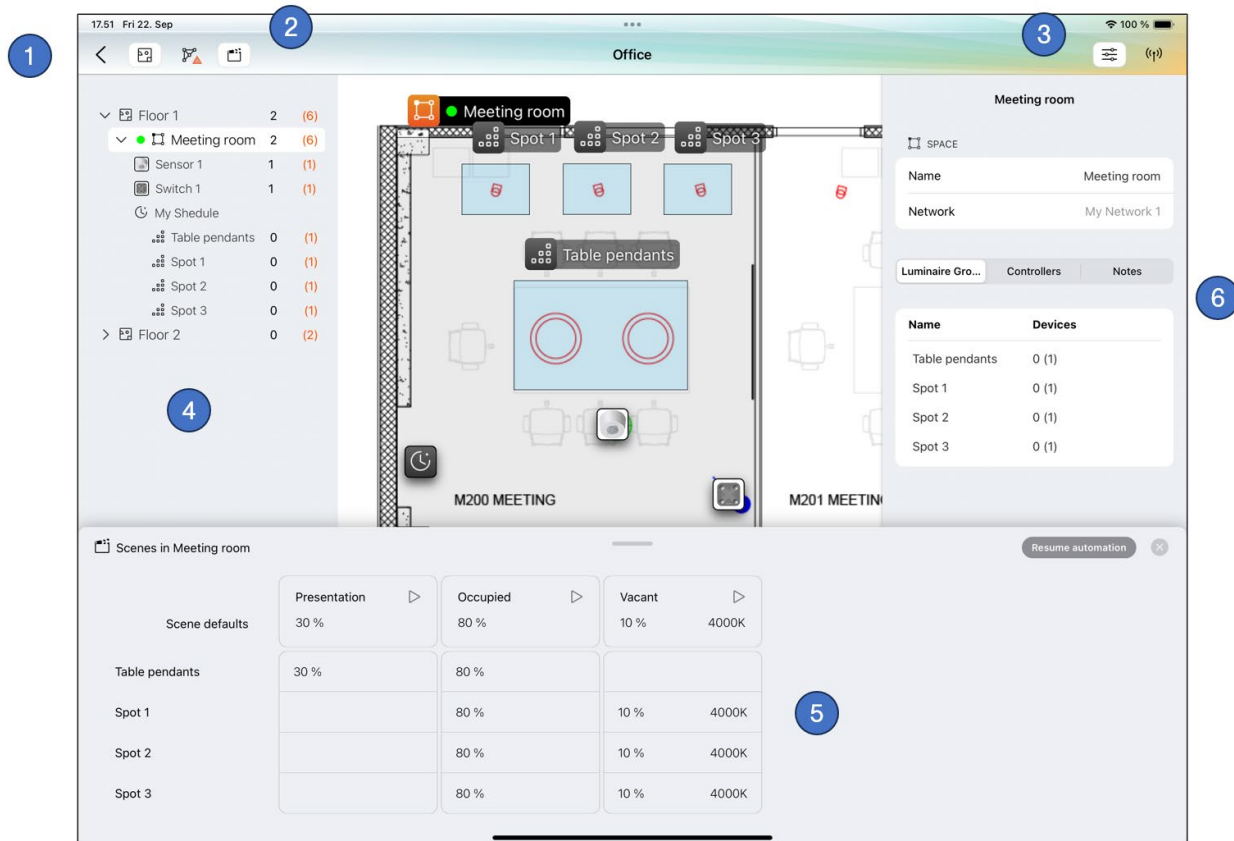 17.51 Fri 22. Sep
100 %
1
2
3
Office
Floor 1 2 (6)
Meeting room 2 (6)
Sensor 1 1 (1)
Switch 1 1 (1)
My Shedule
Table pendants 0 (1)
Spot 1 0 (1)
Spot 2 0 (1)
Spot 3 0 (1)
Floor 2 0 (2)
4
Meeting room
Spot 1 Spot 2 Spot 3
Table pendants
M200 MEETING M201 MEETIN
Meeting room
SPACE
Name Meeting room
Network My Network 1
Luminaire Gro... Controllers Notes
6
Name Devices
Table pendants 0 (1)
Spot 1 0 (1)
Spot 2 0 (1)
Spot 3 0 (1)
Scenes in Meeting room Resume automation
Presentation Occupied Vacant
Scene defaults 30 % 80 % 10 % 4000K
Table pendants 30 % 80 %
Spot 1 80 % 10 % 4000K
5
Spot 2 80 % 10 % 4000K
Spot 3 80 % 10 % 4000K